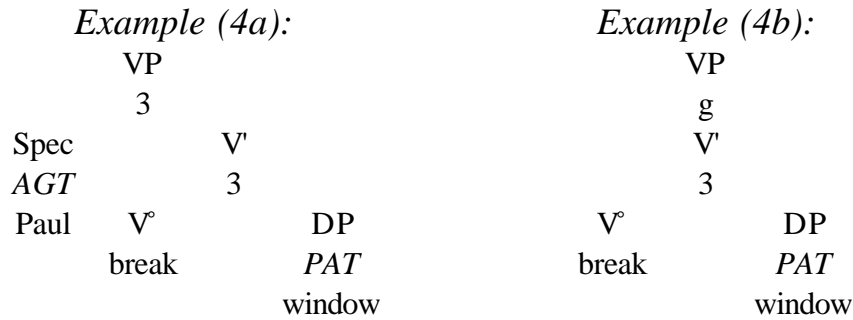 Example (4a): Example (4b):
VP VP
3 g
Spec V' V'
AGT 3 3
Paul V° DP V° DP
break PAT break PAT
window window